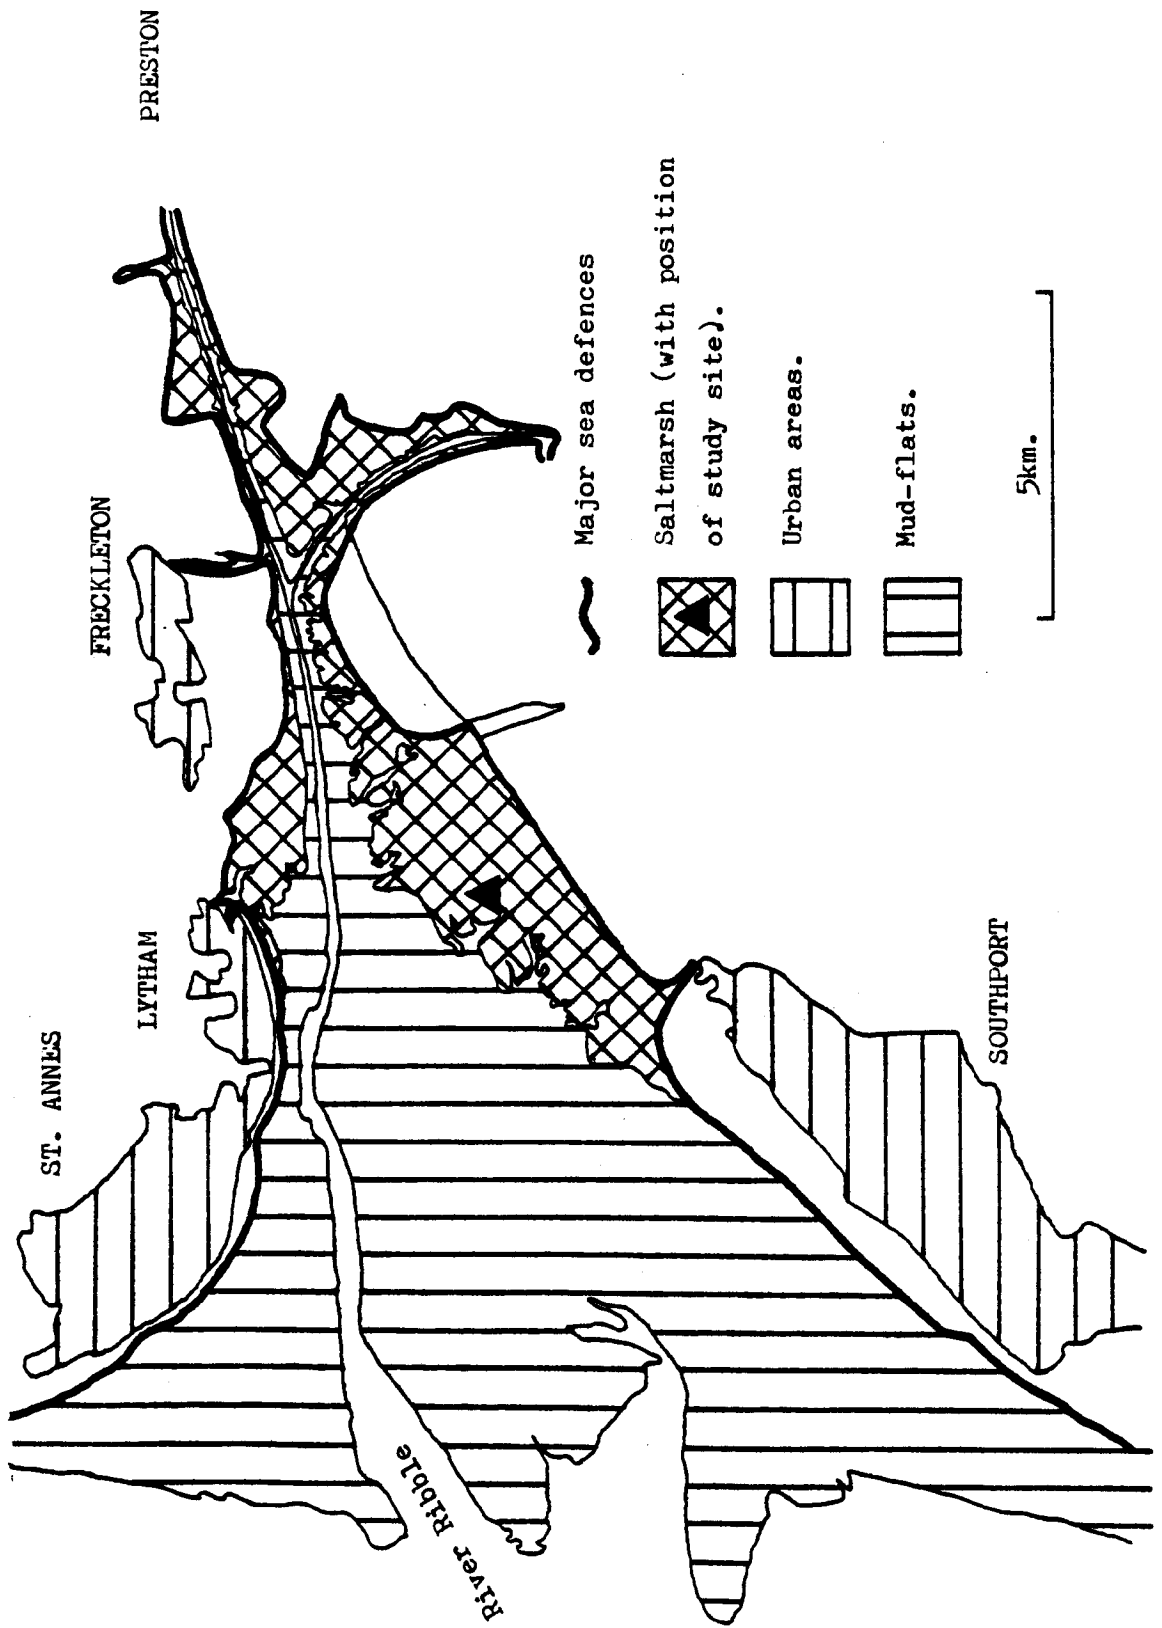 PRESTON
FRECKLETON
LYTHAM
ST. ANNES
SOUTHPORT
River Ribble
Major sea defences
Saltmarsh (with position
of study site).
Urban areas.
Mud-flats.
5km.